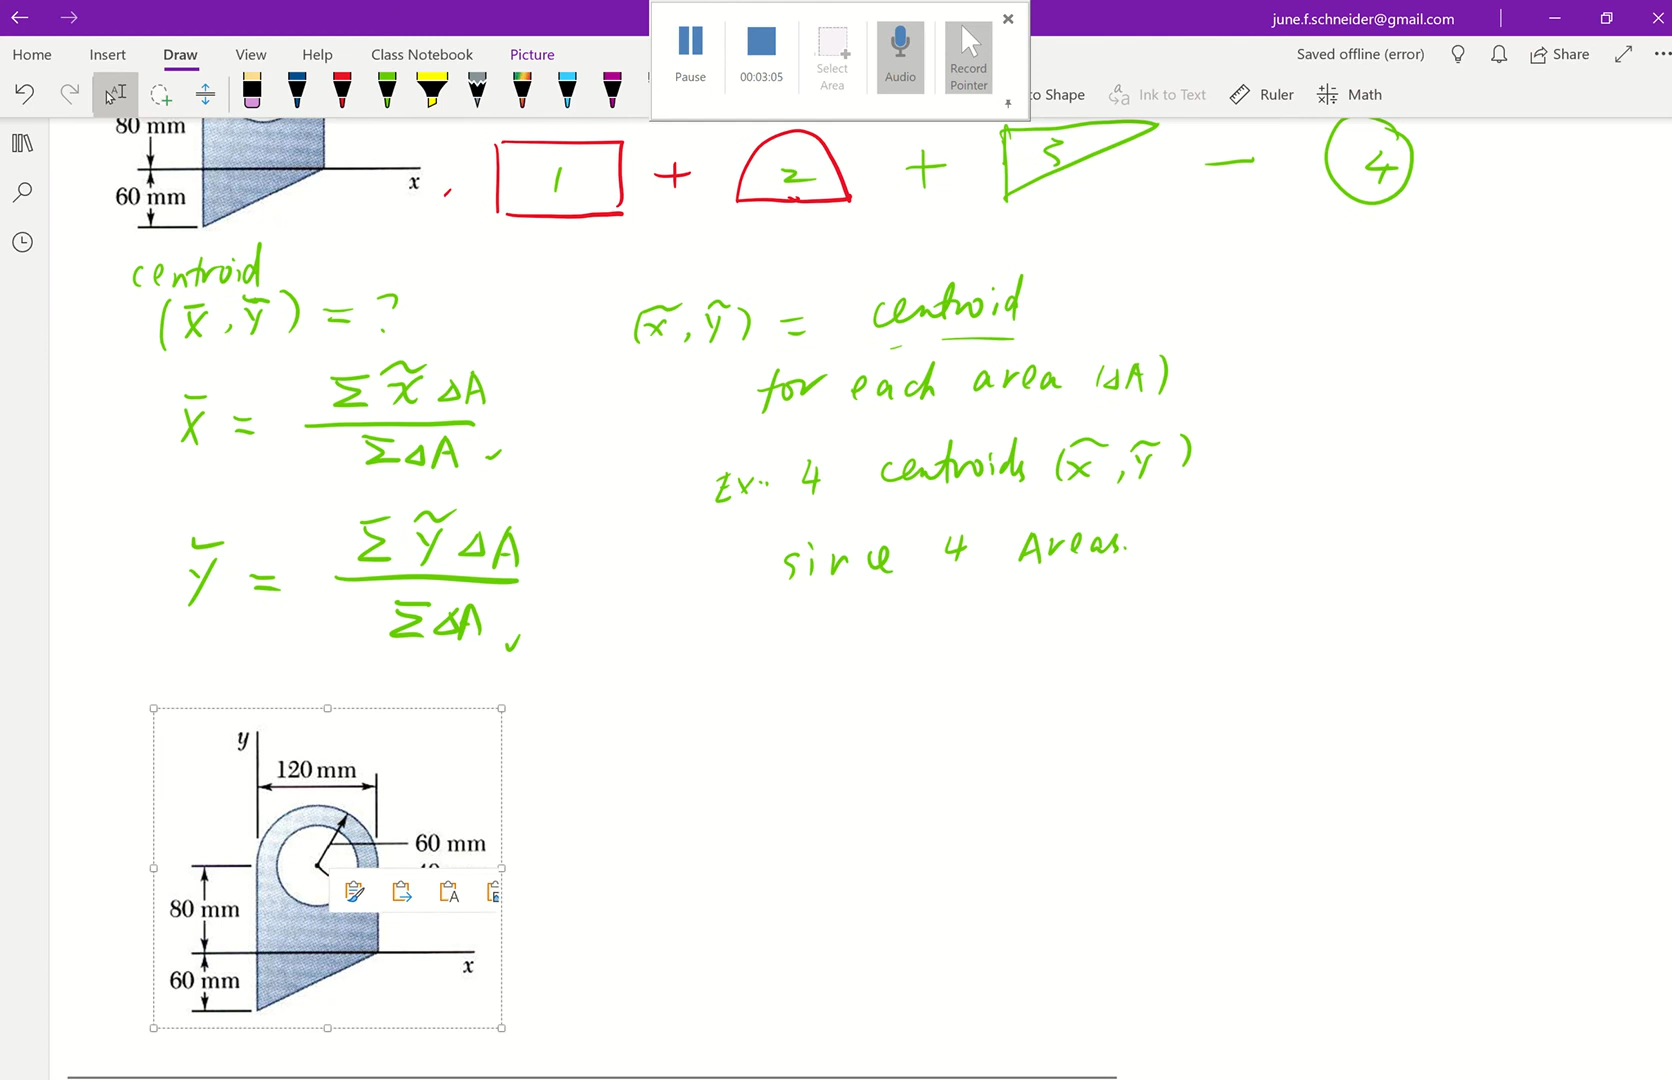 june.f.schneider@gmail.com
Home Insert Draw View Help Class Notebook Picture
Pause 00:03:05 Select Area Audio Record Pointer
Saved offline (error) Share
to Shape Ink to Text Ruler Math
80 mm
60 mm
x
1 + 2 + 3 − 4
centroid
(x̄, ȳ) = ?
x̄ = Σ x̃ ΔA / ΣΔA
ȳ = Σ ỹ ΔA / ΣΔA
(x̃, ỹ) = centroid
for each area (ΔA)
Ex.. 4 centroids (x̃, ỹ)
since 4 Areas.
y
120 mm
60 mm
80 mm
x
60 mm